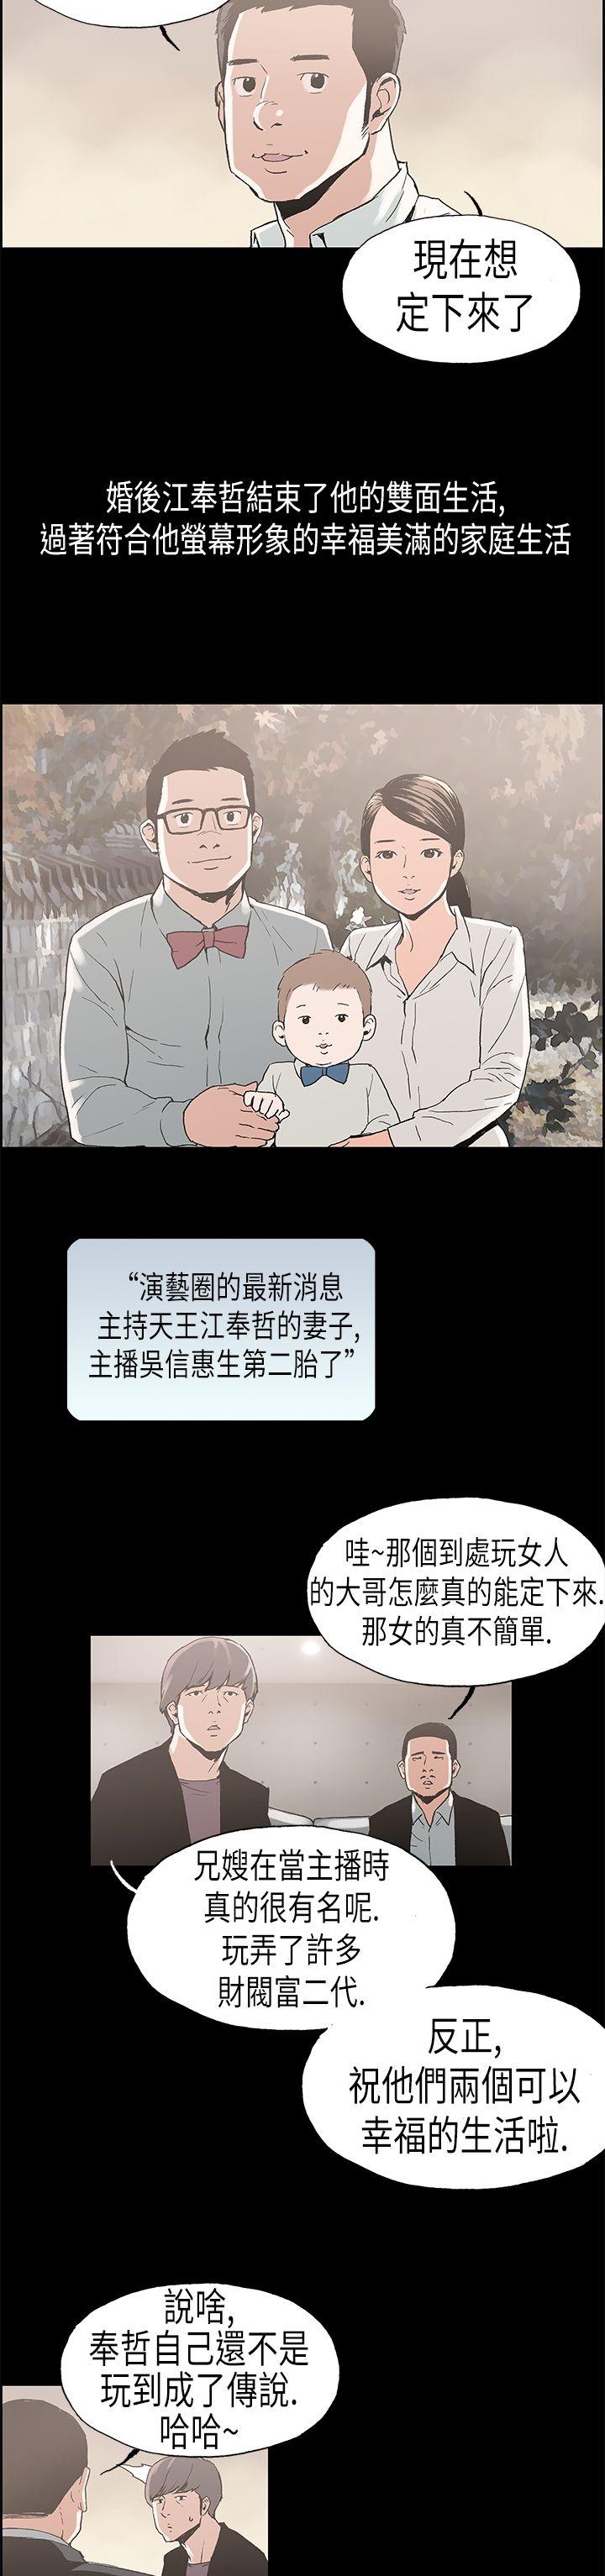 現在想
定下來了
婚後江奉哲結束了他的雙面生活,
過著符合他螢幕形象的幸福美滿的家庭生活
“演藝圈的最新消息
主持天王江奉哲的妻子,
主播吳信惠生第二胎了”
哇~那個到處玩女人
的大哥怎麼真的能定下來.
那女的真不簡單.
兄嫂在當主播時
真的很有名呢.
玩弄了許多
財閥富二代.
反正,
祝他們兩個可以
幸福的生活啦.
說啥,
奉哲自己還不是
玩到成了傳說.
哈哈~